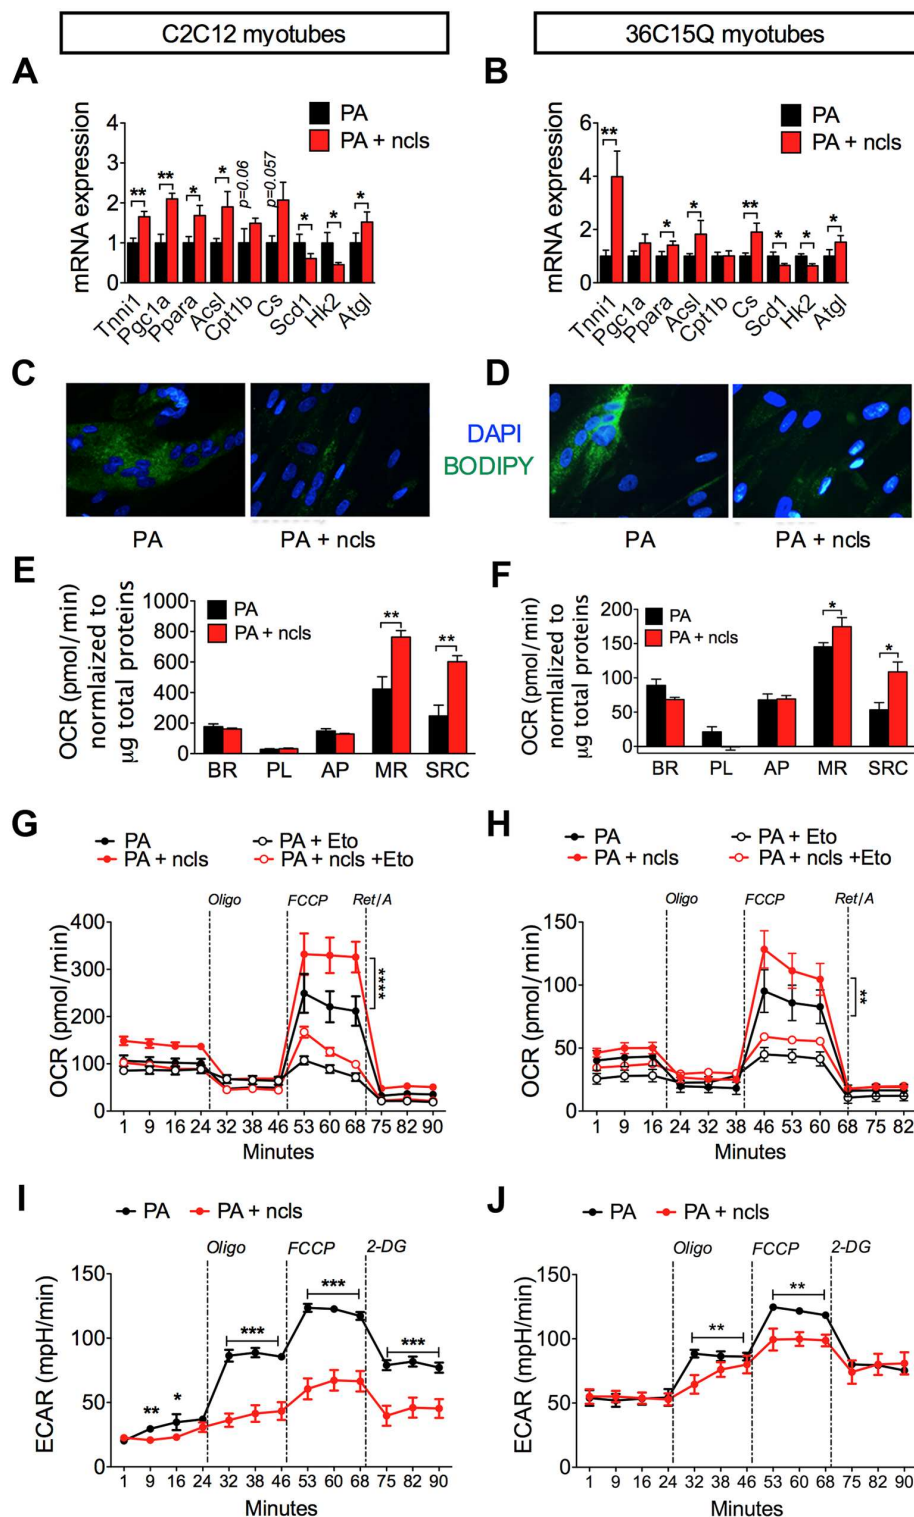 C2C12 myotubes
36C15Q myotubes
A
mRNA expression
4
3
2
1
0
PA
PA + ncls
**
**
*
*
p=0.06
p=0.057
*
*
*
Tnni1
Pgc1a
Ppara
Acsl
Cpt1b
Cs
Scd1
Hk2
Atgl
B
mRNA expression
6
4
2
0
PA
PA + ncls
**
*
*
**
*
*
*
Tnni1
Pgc1a
Ppara
Acsl
Cpt1b
Cs
Scd1
Hk2
Atgl
C
PA
PA + ncls
DAPI
BODIPY
D
PA
PA + ncls
E
OCR (pmol/min)
normlalized to
µg total proteins
1000
800
600
400
200
0
PA
PA + ncls
**
**
BR PL AP MR SRC
F
OCR (pmol/min)
normlalized to
µg total proteins
200
150
100
50
0
PA
PA + ncls
*
*
BR PL AP MR SRC
G
PA
PA + Eto
PA + ncls
PA + ncls +Eto
Oligo FCCP Ret/A
OCR (pmol/min)
400
300
200
100
0
****
1 9 16 24 32 38 46 53 60 68 75 82 90
Minutes
H
PA
PA + Eto
PA + ncls
PA + ncls +Eto
Oligo FCCP Ret/A
OCR (pmol/min)
150
100
50
0
**
1 9 16 24 32 38 46 53 60 68 75 82
Minutes
I
PA PA + ncls
Oligo FCCP 2-DG
ECAR (mpH/min)
150
100
50
0
**
*
***
***
***
1 9 16 24 32 38 46 53 60 68 75 82 90
Minutes
J
PA PA + ncls
Oligo FCCP 2-DG
ECAR (mpH/min)
150
100
50
0
**
**
1 9 16 24 32 38 46 53 60 68 75 82 90
Minutes